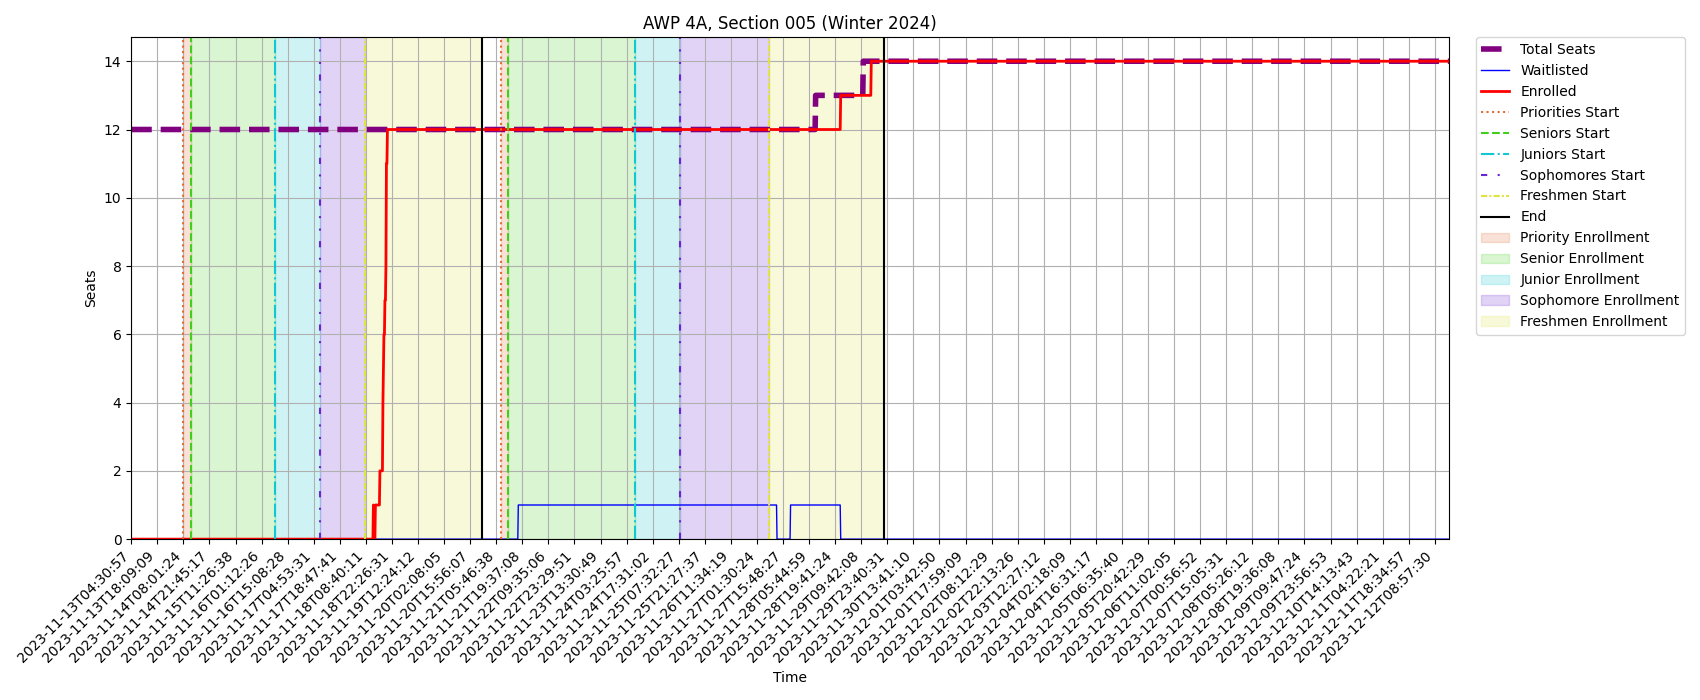 AWP 4A, Section 005 (Winter 2024)
Seats
14
12
10
8
6
4
2
0
2023-11-13T04:30:57
2023-11-13T18:09:09
2023-11-14T08:01:24
2023-11-14T21:45:17
2023-11-15T11:26:38
2023-11-16T01:12:26
2023-11-16T15:08:28
2023-11-17T04:53:31
2023-11-17T18:47:41
2023-11-18T08:40:11
2023-11-18T22:26:31
2023-11-19T12:24:12
2023-11-20T02:08:05
2023-11-20T15:56:07
2023-11-21T05:46:38
2023-11-21T19:37:08
2023-11-22T09:35:06
2023-11-22T23:29:51
2023-11-23T13:30:49
2023-11-24T03:25:57
2023-11-24T17:31:02
2023-11-25T07:32:27
2023-11-25T21:27:37
2023-11-26T11:34:19
2023-11-27T01:30:24
2023-11-27T15:48:27
2023-11-28T05:44:59
2023-11-28T19:41:24
2023-11-29T09:42:08
2023-11-29T23:40:31
2023-11-30T13:41:10
2023-12-01T03:42:50
2023-12-01T17:59:09
2023-12-02T08:12:29
2023-12-02T22:13:26
2023-12-03T12:27:12
2023-12-04T02:18:09
2023-12-04T16:31:17
2023-12-05T06:35:40
2023-12-05T20:42:29
2023-12-06T11:02:05
2023-12-07T00:56:52
2023-12-07T15:05:31
2023-12-08T05:26:12
2023-12-08T19:36:08
2023-12-09T09:47:24
2023-12-09T23:56:53
2023-12-10T14:13:43
2023-12-11T04:22:21
2023-12-11T18:34:57
2023-12-12T08:57:30
Time
Total Seats
Waitlisted
Enrolled
Priorities Start
Seniors Start
Juniors Start
Sophomores Start
Freshmen Start
End
Priority Enrollment
Senior Enrollment
Junior Enrollment
Sophomore Enrollment
Freshmen Enrollment